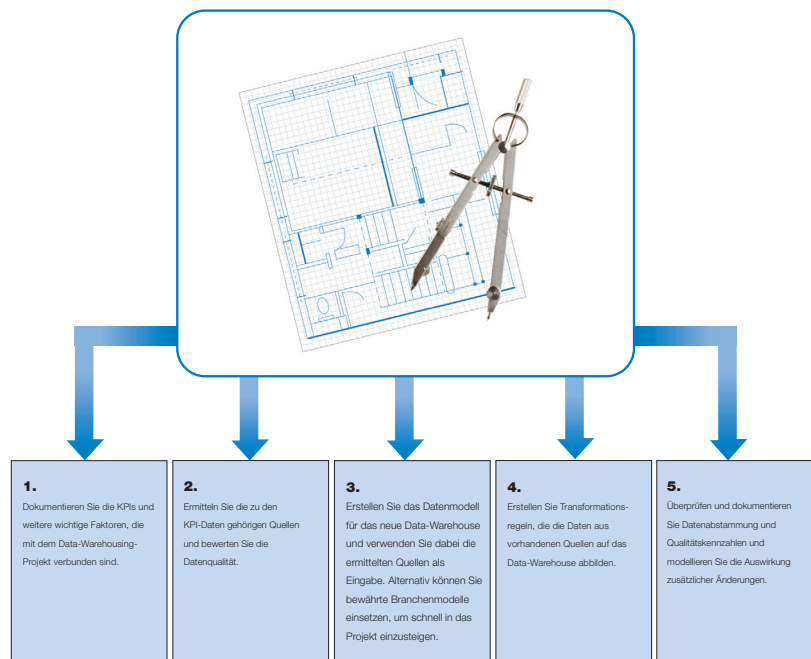 1.
Dokumentieren Sie die KPIs und
weitere wichtige Faktoren, die
mit dem Data-Warehousing-
Projekt verbunden sind.
2.
Ermitteln Sie die zu den
KPI-Daten gehörigen Quellen
und bewerten Sie die
Datenqualität.
3.
Erstellen Sie das Datenmodell
für das neue Data-Warehouse
und verwenden Sie dabei die
ermittelten Quellen als
Eingabe. Alternativ können Sie
bewährte Branchenmodelle
einsetzen, um schnell in das
Projekt einzusteigen.
4.
Erstellen Sie Transformations-
regeln, die die Daten aus
vorhandenen Quellen auf das
Data-Warehouse abbilden.
5.
Überprüfen und dokumentieren
Sie Datenabstammung und
Qualitätskennzahlen und
modellieren Sie die Auswirkung
zusätzlicher Änderungen.